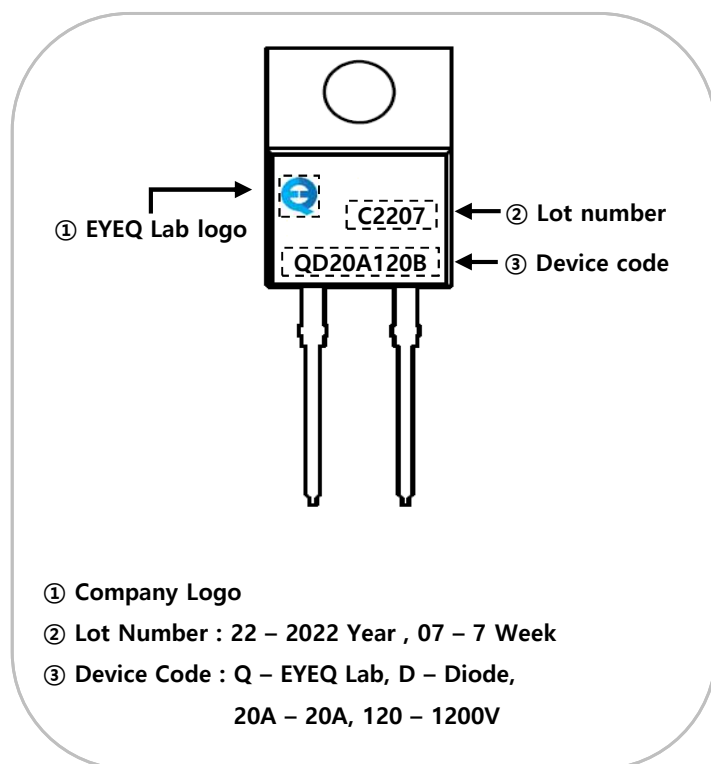 C2207
① EYEQ Lab logo
② Lot number
QD20A120B
③ Device code
① Company Logo
② Lot Number : 22 – 2022 Year , 07 – 7 Week
③ Device Code : Q – EYEQ Lab, D – Diode,
20A – 20A, 120 – 1200V